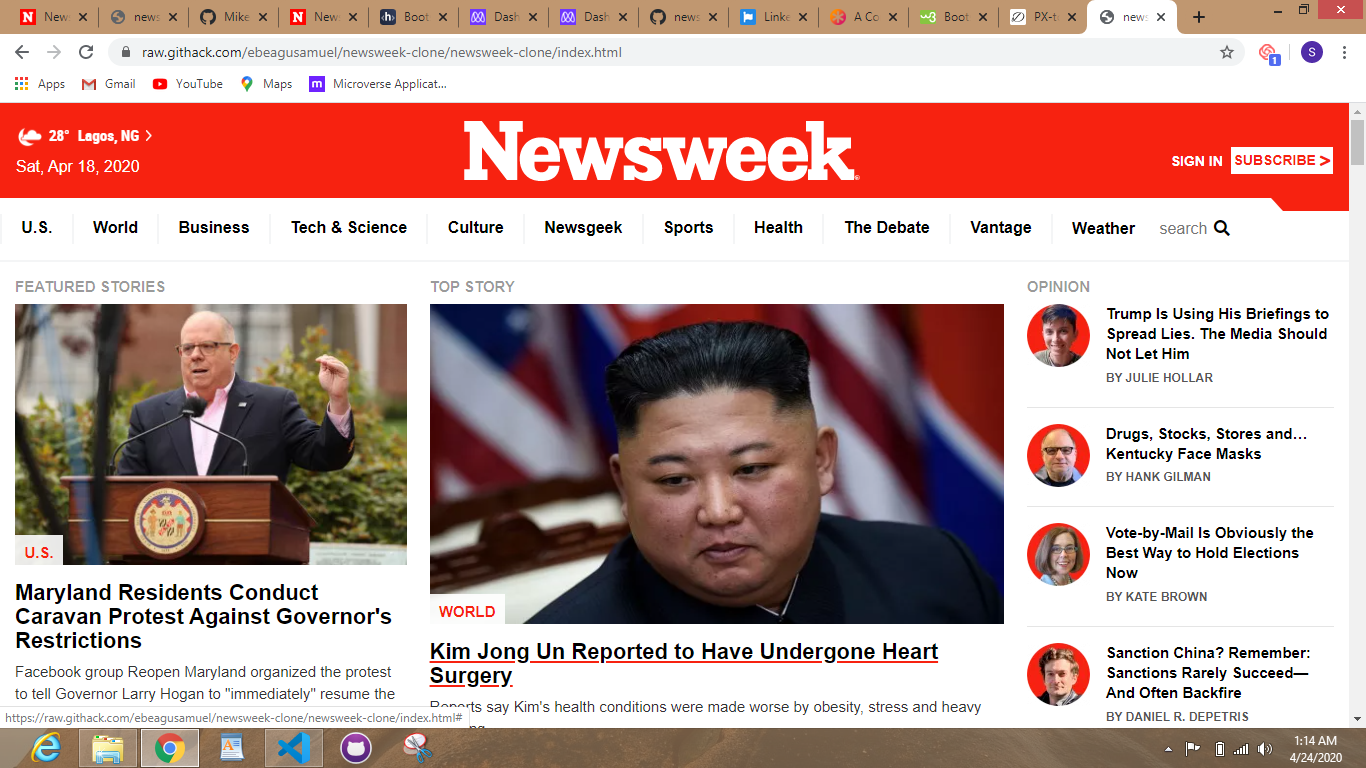 New:
news
Mike
News
Boots
Dash
Dash
news
Linke
A Co
Boots
PX-t
news
raw.githack.com/ebeagusamuel/newsweek-clone/newsweek-clone/index.html
S
1
Apps
Gmail
YouTube
Maps
Microverse Applicat...
28° Lagos, NG >
Sat, Apr 18, 2020
Newsweek
SIGN IN
SUBSCRIBE >
U.S.
World
Business
Tech & Science
Culture
Newsgeek
Sports
Health
The Debate
Vantage
Weather
search
FEATURED STORIES
U.S.
Maryland Residents Conduct
Caravan Protest Against Governor's
Restrictions
Facebook group Reopen Maryland organized the protest
to tell Governor Larry Hogan to "immediately" resume the
TOP STORY
WORLD
Kim Jong Un Reported to Have Undergone Heart
Surgery
Reports say Kim's health conditions were made worse by obesity, stress and heavy
OPINION
Trump Is Using His Briefings to
Spread Lies. The Media Should
Not Let Him
BY JULIE HOLLAR
Drugs, Stocks, Stores and...
Kentucky Face Masks
BY HANK GILMAN
Vote-by-Mail Is Obviously the
Best Way to Hold Elections
Now
BY KATE BROWN
Sanction China? Remember:
Sanctions Rarely Succeed—
And Often Backfire
BY DANIEL R. DEPETRIS
https://raw.githack.com/ebeagusamuel/newsweek-clone/newsweek-clone/index.html#
1:14 AM
4/24/2020